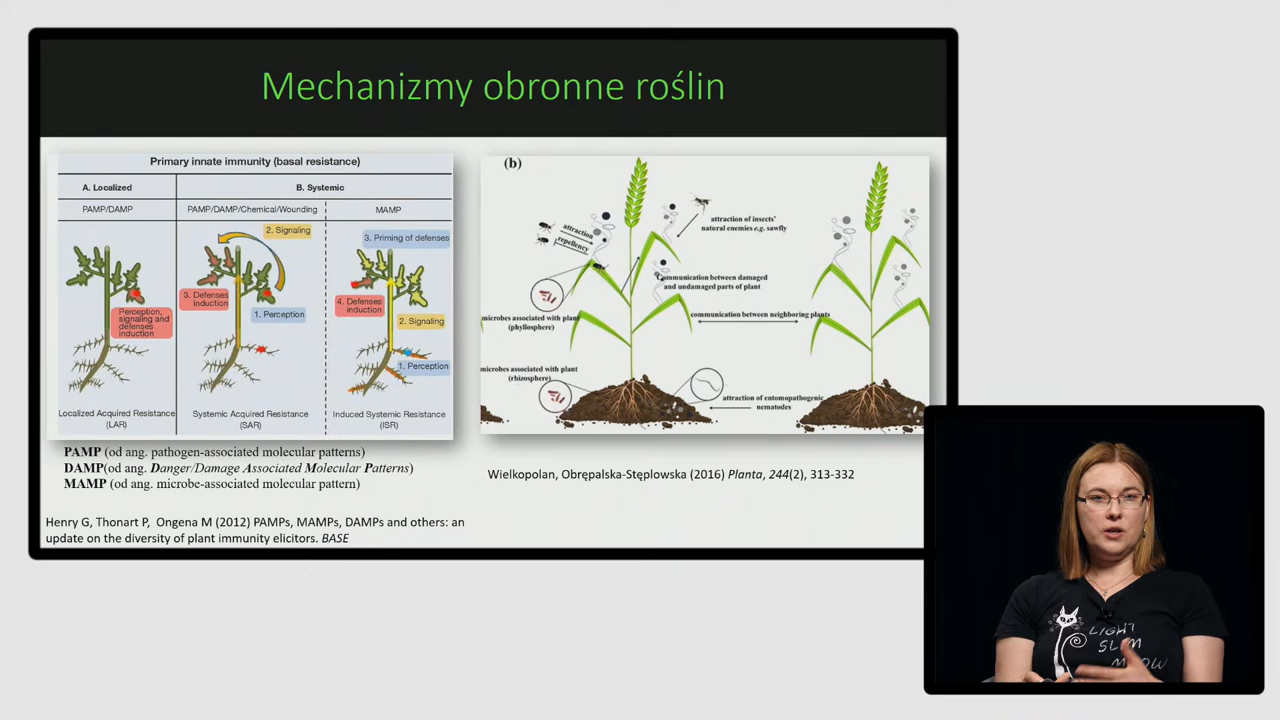 Mechanizmy obronne roślin
Primary innate immunity (basal resistance)
A. Localized
B. Systemic
PAMP/DAMP
PAMP/DAMP/Chemical/Wounding
MAMP
2. Signaling
3. Priming of defenses
3. Defenses
induction
Perception,
signaling and
defenses
induction
1. Perception
4. Defenses
induction
2. Signaling
1. Perception
Localized Acquired Resistance
(LAR)
Systemic Acquired Resistance
(SAR)
Induced Systemic Resistance
(ISR)
PAMP (od ang. pathogen-associated molecular patterns)
DAMP(od ang. Danger/Damage Associated Molecular Patterns)
MAMP (od ang. microbe-associated molecular pattern)
Henry G, Thonart P, Ongena M (2012) PAMPs, MAMPs, DAMPs and others: an
update on the diversity of plant immunity elicitors. BASE
(b)
attraction
repellency
attraction of insects'
natural enemies e.g. sawfly
Communication between damaged
and undamaged parts of plant
microbes associated with plant
(phyllosphere)
communication between neighboring plants
microbes associated with plant
(rhizosphere)
attraction of entomopathogenic
nematodes
Wielkopolan, Obrępalska-Stęplowska (2016) Planta, 244(2), 313-332
LIGHT
SLIM
MEOW